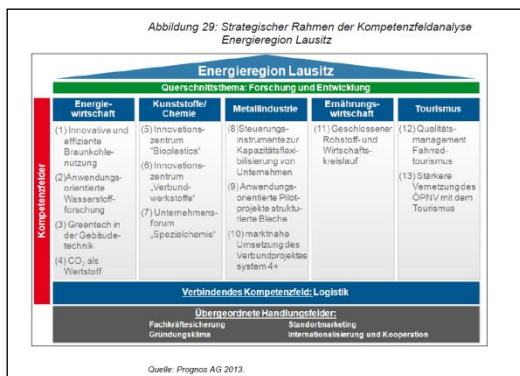 Abbildung 29: Strategischer Rahmen der Kompetenzfeldanalyse
Energieregion Lausitz
Energieregion Lausitz
Querschnittsthema: Forschung und Entwicklung
Kompetenzfelder
Energie-
wirtschaft
(1) Innovative und
effiziente
Braunkohle-
nutzung
(2) Anwendungs-
orientierte
Wasserstoff-
forschung
(3) Greentech in
der Gebäude-
technik
(4) CO₂ als
Wertstoff
Kunststoffe/
Chemie
(5) Innovations-
zentrum
"Bioplastics"
(6) Innovations-
zentrum
„Verbund-
werkstoffe"
(7) Unternehmens-
forum
„Spezialchemie"
Metallindustrie
(8) Steuerungs-
instrumente zur
Kapazitätsflexi-
bilisierung von
Unternehmen
(9) Anwendungs-
orientierte Pilot-
projekte struktu-
rierte Bleche
(10) marktnahe
Umsetzung des
Verbundprojektes
system 4+
Ernährungs-
wirtschaft
(11) Geschlossener
Rohstoff- und
Wirtschafts-
kreislauf
Tourismus
(12) Qualitäts-
management
Fahrrad-
tourismus
(13) Stärkere
Vernetzung des
ÖPNV mit dem
Tourismus
Verbindendes Kompetenzfeld: Logistik
Übergeordnete Handlungsfelder:
Fachkräftesicherung Standortmarketing
Gründungsklima Internationalisierung und Kooperation
Quelle: Prognos AG 2013.